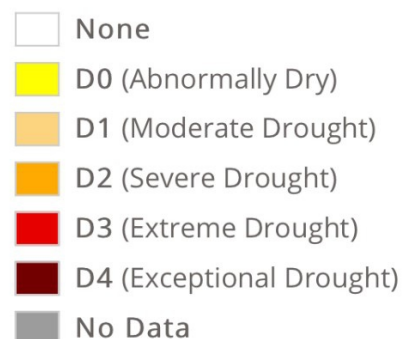 None
D0 (Abnormally Dry)
D1 (Moderate Drought)
D2 (Severe Drought)
D3 (Extreme Drought)
D4 (Exceptional Drought)
No Data